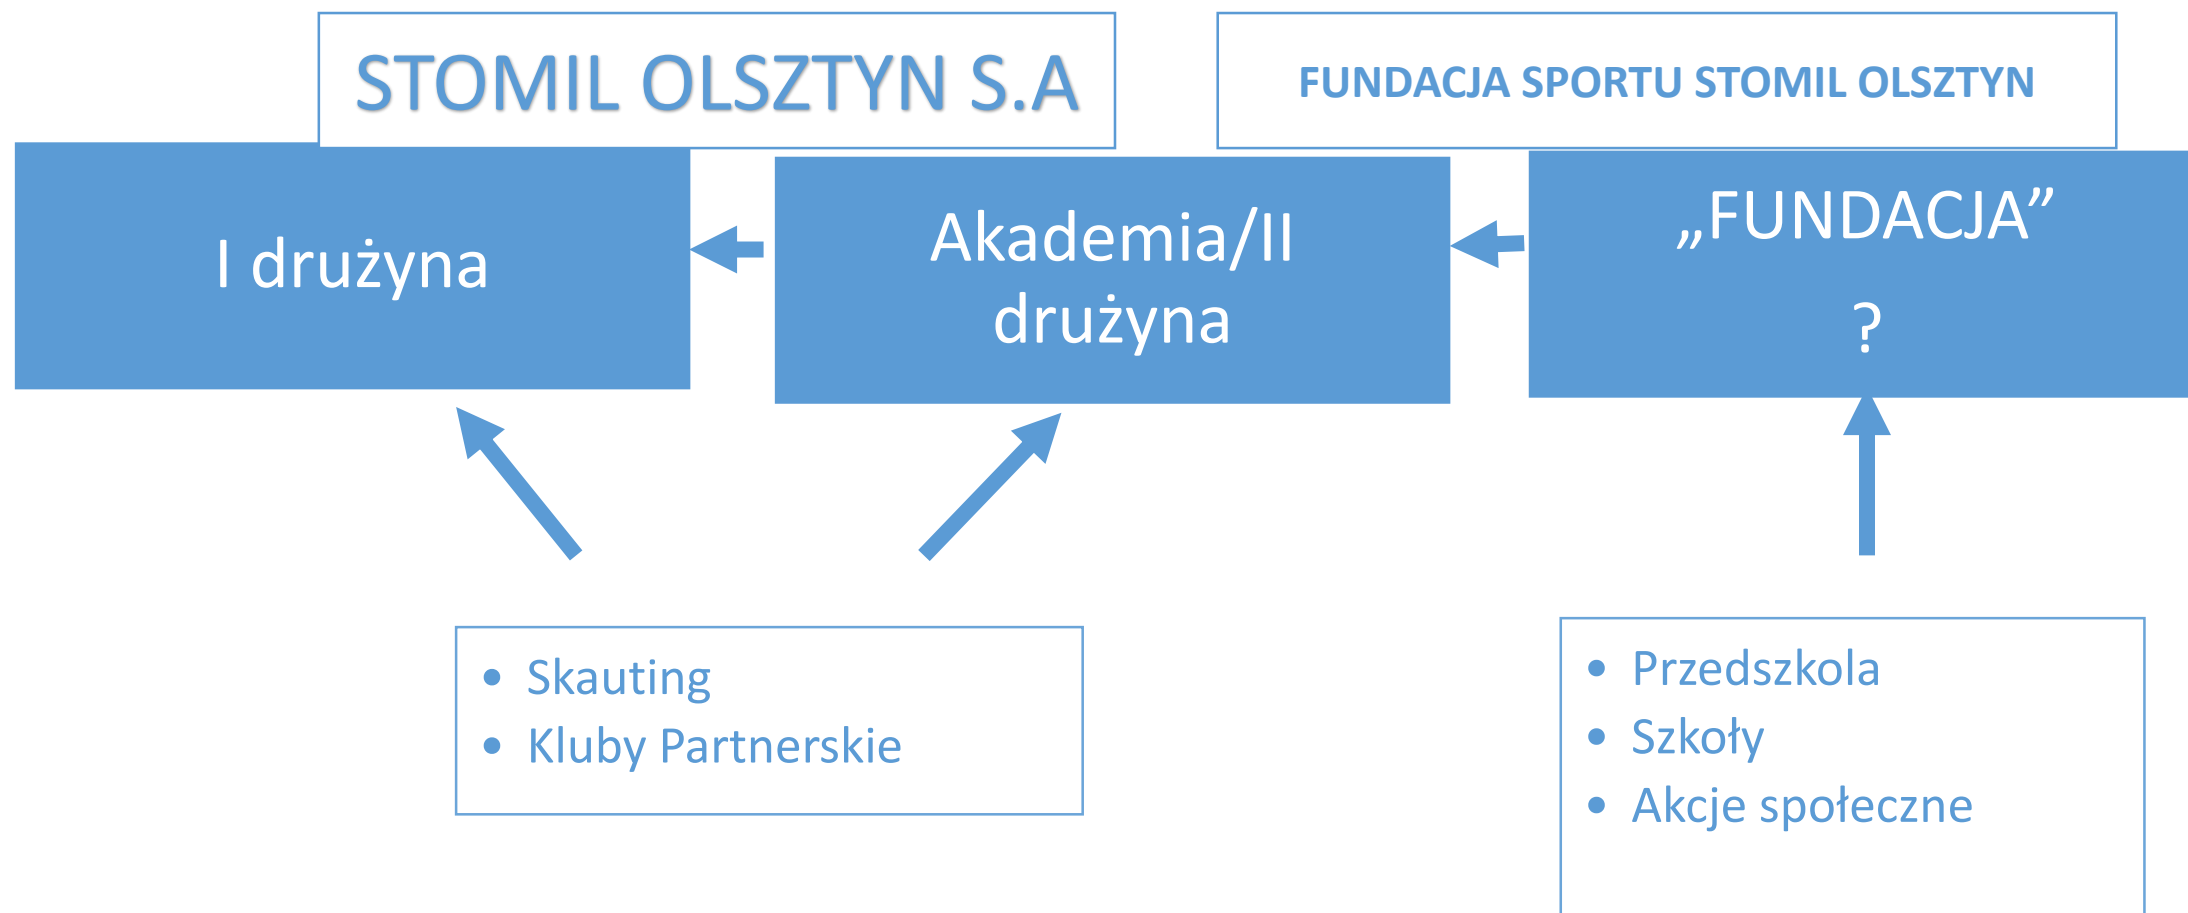 STOMIL OLSZTYN S.A
FUNDACJA SPORTU STOMIL OLSZTYN
I drużyna
Akademia/II
drużyna
„FUNDACJA”
?
• Skauting
• Kluby Partnerskie
• Przedszkola
• Szkoły
• Akcje społeczne